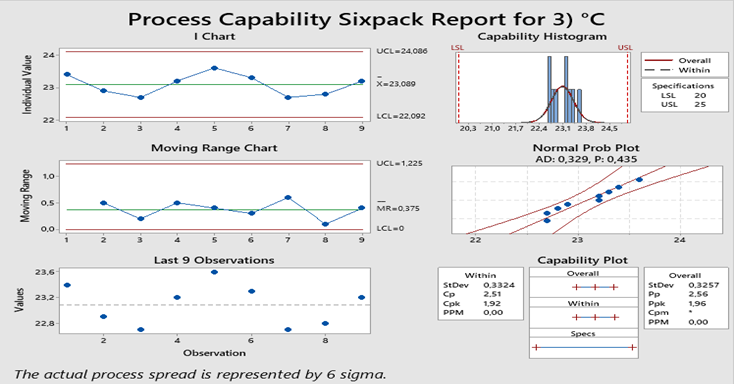 Process Capability Sixpack Report for 3) °C
I Chart
Individual Value
24
23
22
1 2 3 4 5 6 7 8 9
UCL=24,086
X̄=23,089
LCL=22,092
Moving Range Chart
Moving Range
1,0
0,5
0,0
1 2 3 4 5 6 7 8 9
UCL=1,225
M̅R̅=0,375
LCL=0
Last 9 Observations
Values
23,6
23,2
22,8
2 4 6 8
Observation
Capability Histogram
LSL USL
20,3 21,0 21,7 22,4 23,1 23,8 24,5
Overall
Within
Specifications
LSL 20
USL 25
Normal Prob Plot
AD: 0,329, P: 0,435
22 23 24
Capability Plot
Within
StDev 0,3324
Cp 2,51
Cpk 1,92
PPM 0,00
Overall
Within
Specs
Overall
StDev 0,3257
Pp 2,56
Ppk 1,96
Cpm *
PPM 0,00
The actual process spread is represented by 6 sigma.